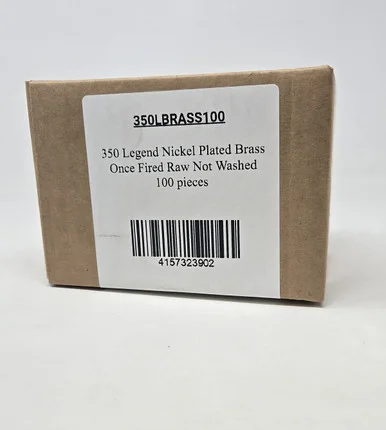 350LBRASS100
350 Legend Nickel Plated Brass
Once Fired Raw Not Washed
100 pieces
4157323902